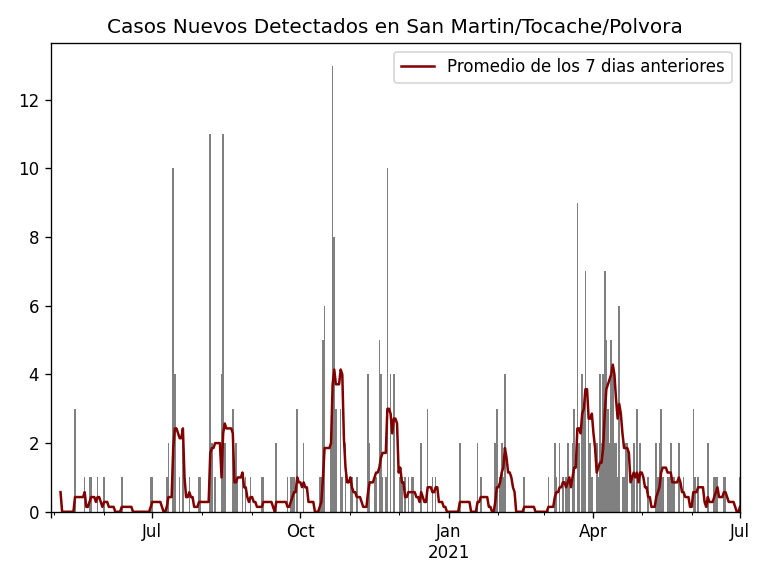 Casos Nuevos Detectados en San Martin/Tocache/Polvora
Promedio de los 7 dias anteriores
12
10
8
6
4
2
0
Jul
Oct
Jan
Apr
Jul
2021